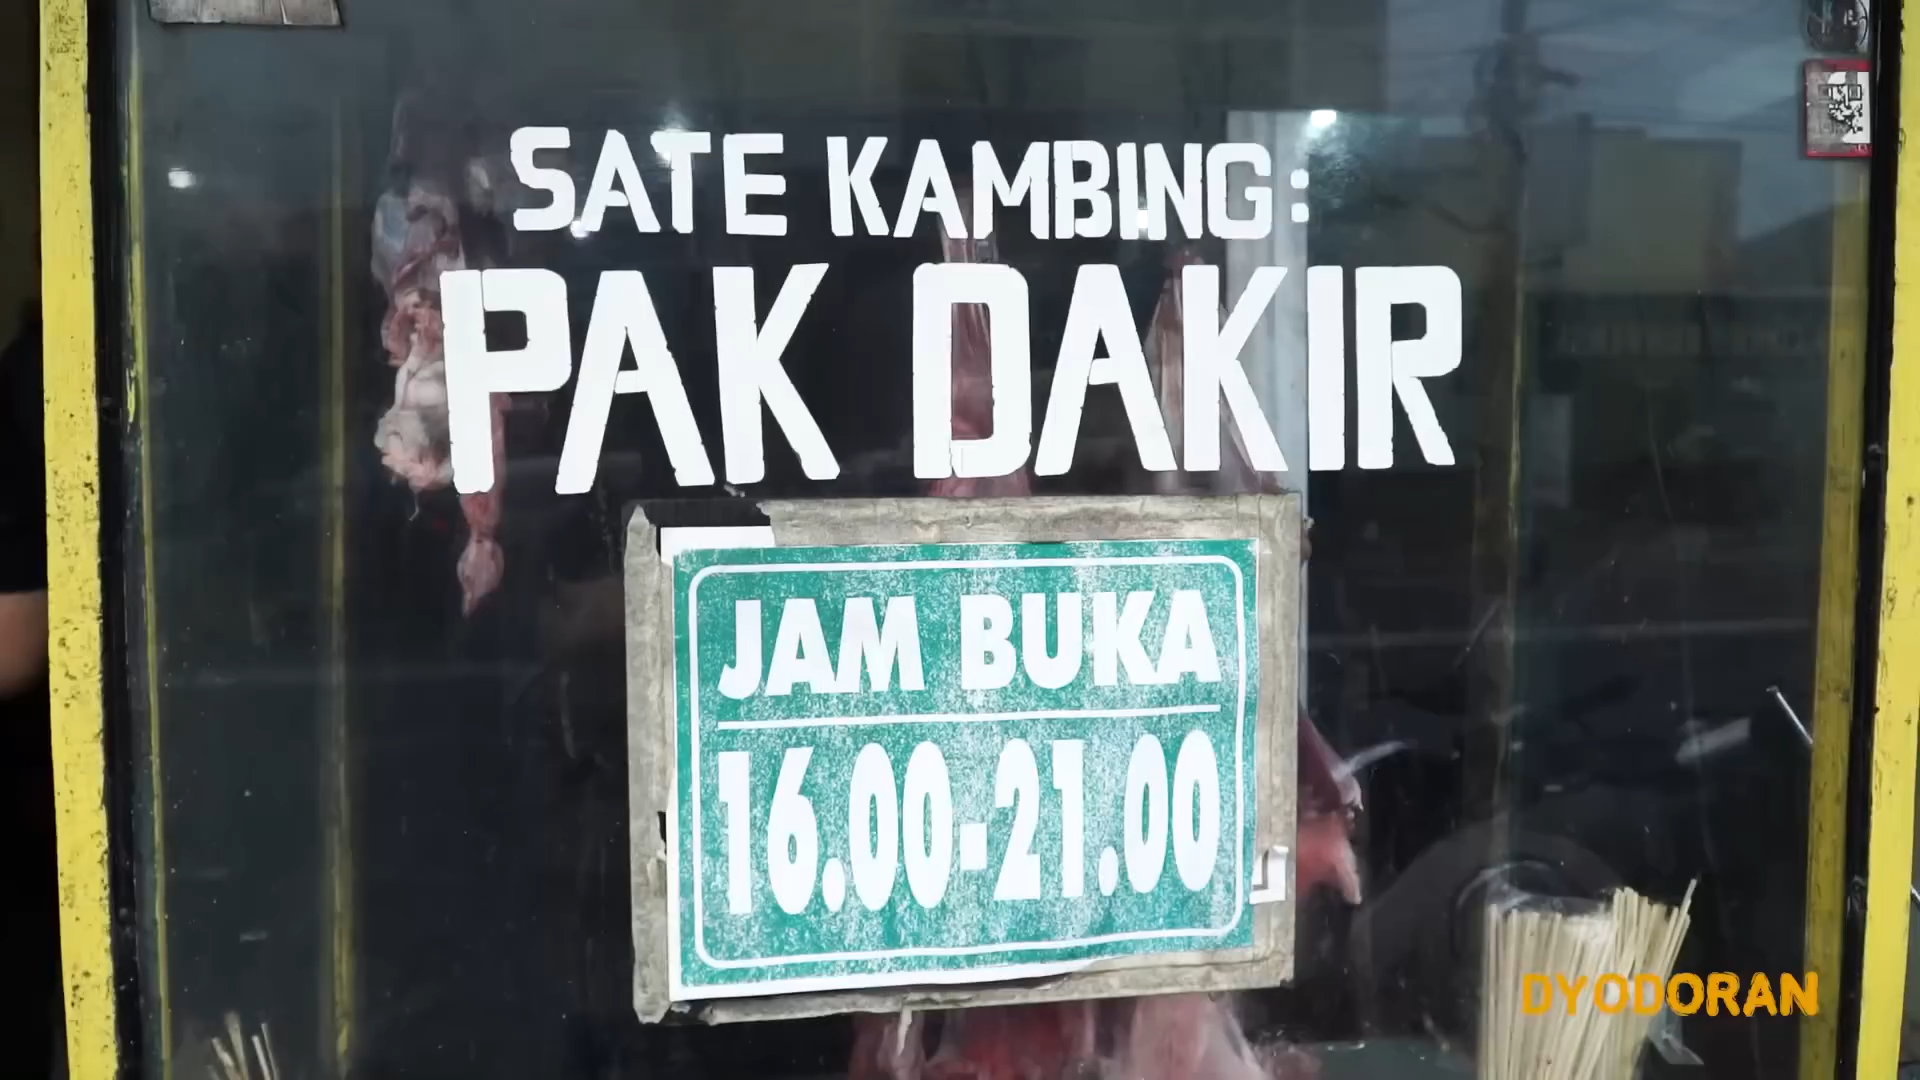 SATE KAMBING:
PAK DAKIR
JAM BUKA
16.00-21.00
DYODORAN